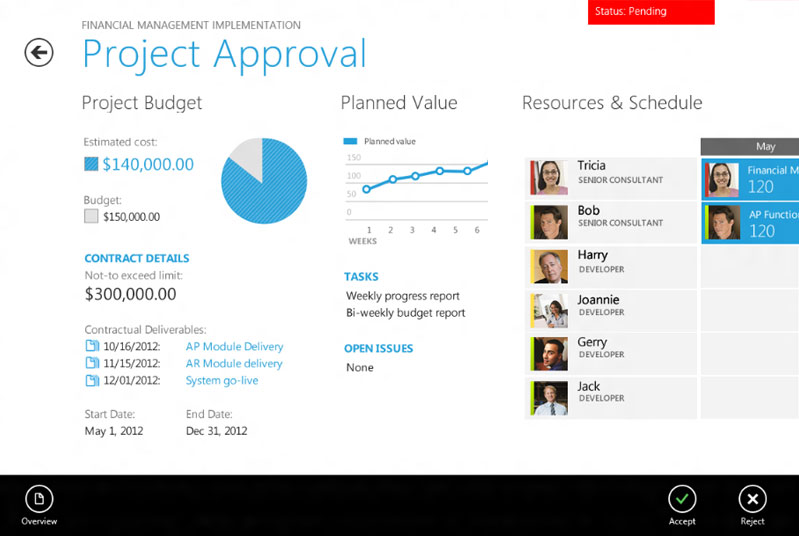 FINANCIAL MANAGEMENT IMPLEMENTATION
Status: Pending
Project Approval
Project Budget
Estimated cost:
$140,000.00
Budget:
$150,000.00
CONTRACT DETAILS
Not-to exceed limit:
$300,000.00
Contractual Deliverables:
10/16/2012: AP Module Delivery
11/15/2012: AR Module delivery
12/01/2012: System go-live
Start Date: End Date:
May 1, 2012 Dec 31, 2012
Planned Value
Planned value
150
100
50
0
1 2 3 4 5 6
WEEKS
TASKS
Weekly progress report
Bi-weekly budget report
OPEN ISSUES
None
Resources & Schedule
May
Tricia
SENIOR CONSULTANT
Financial M
120
Bob
SENIOR CONSULTANT
AP Functio
120
Harry
DEVELOPER
Joannie
DEVELOPER
Gerry
DEVELOPER
Jack
DEVELOPER
Overview
Accept
Reject